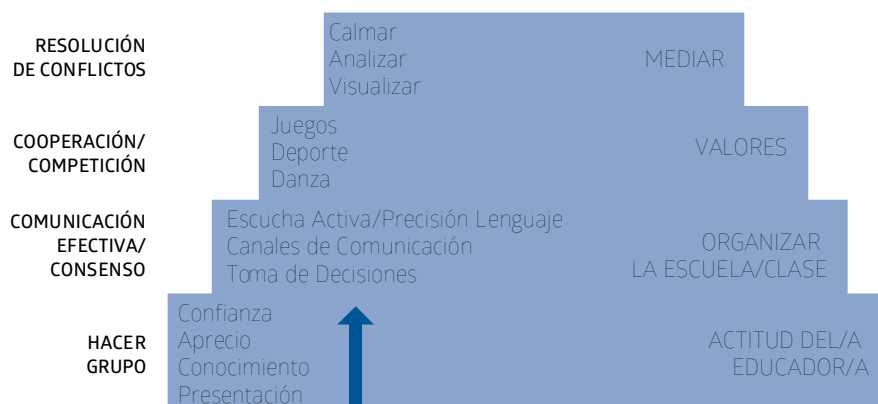 RESOLUCIÓN
DE CONFLICTOS
Calmar
Analizar
Visualizar
MEDIAR
COOPERACIÓN/
COMPETICIÓN
Juegos
Deporte
Danza
VALORES
COMUNICACIÓN
EFECTIVA/
CONSENSO
Escucha Activa/Precisión Lenguaje
Canales de Comunicación
Toma de Decisiones
ORGANIZAR
LA ESCUELA/CLASE
HACER
GRUPO
Confianza
Aprecio
Conocimiento
Presentación
ACTITUD DEL/A
EDUCADOR/A